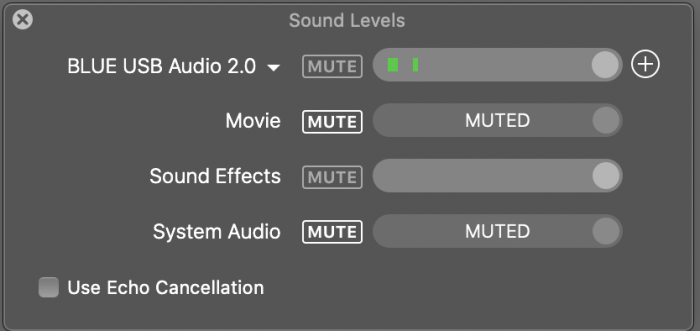 Sound Levels
BLUE USB Audio 2.0 MUTE
Movie MUTE MUTED
Sound Effects MUTE
System Audio MUTE MUTED
Use Echo Cancellation